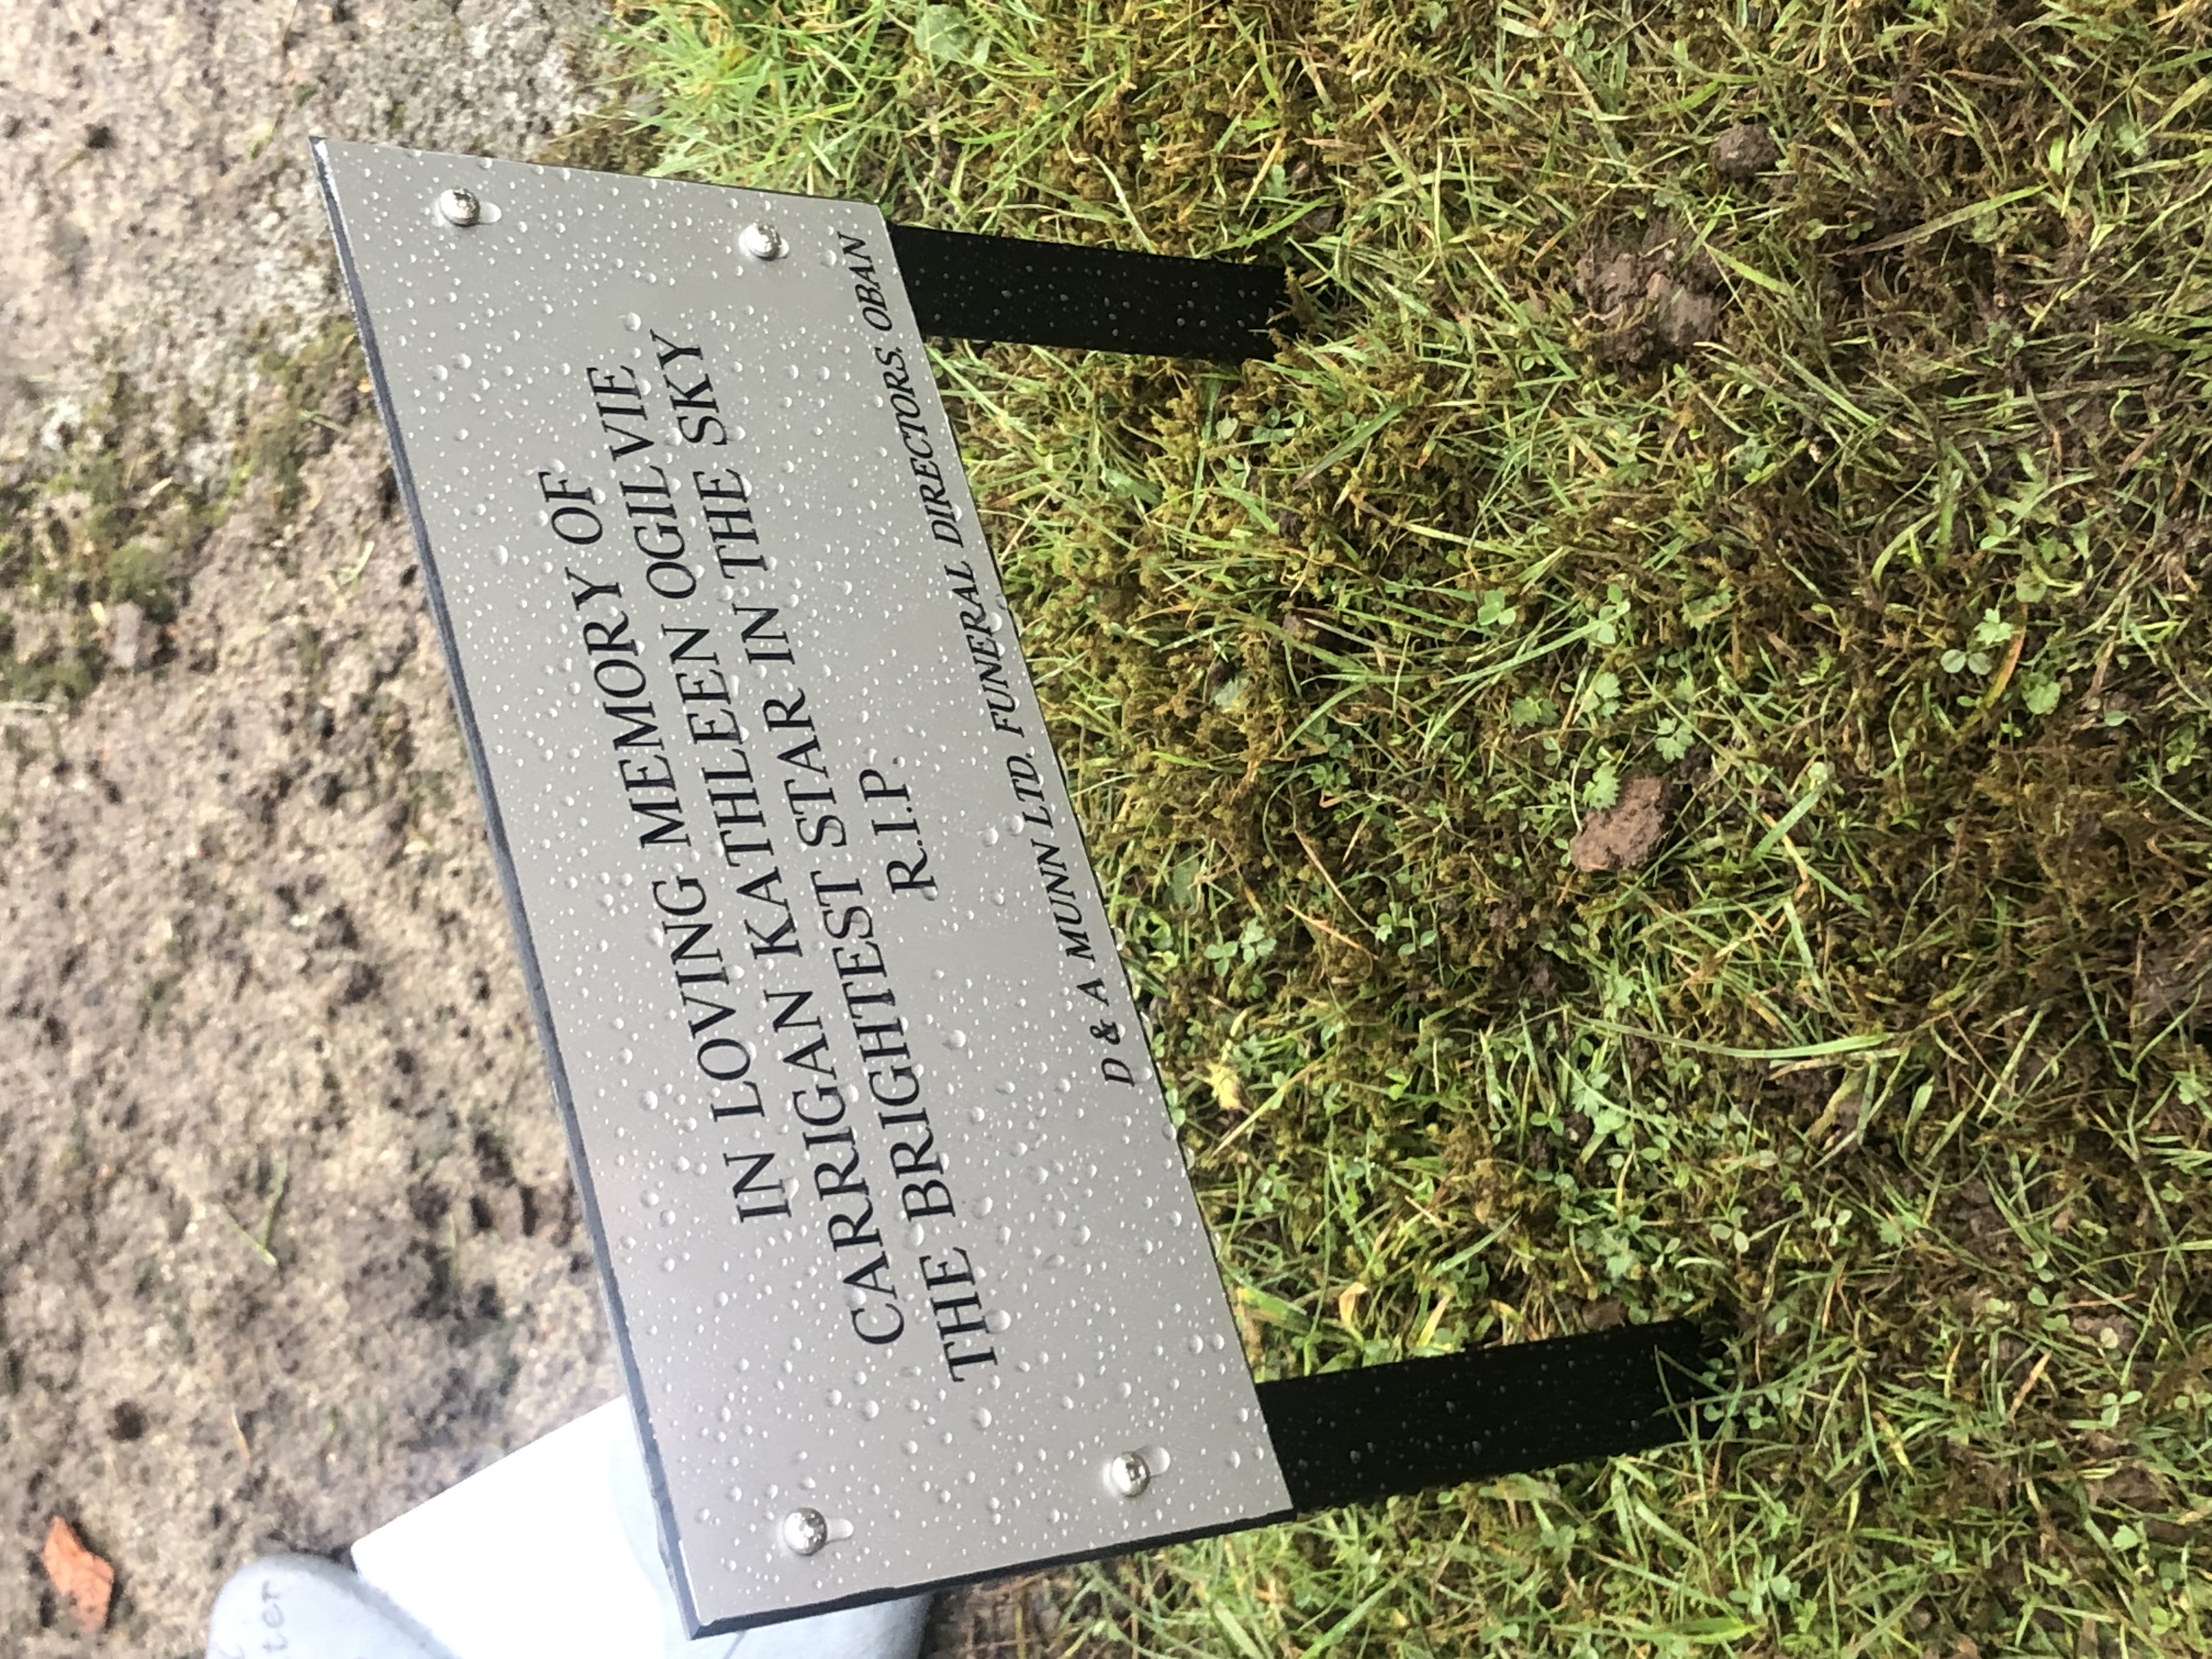 IN LOVING MEMORY OF
CARRIGAN KATHLEEN OGILVIE
THE BRIGHTEST STAR IN THE SKY
R.I.P.
D & A MUNN LTD. FUNERAL DIRECTORS. OBAN